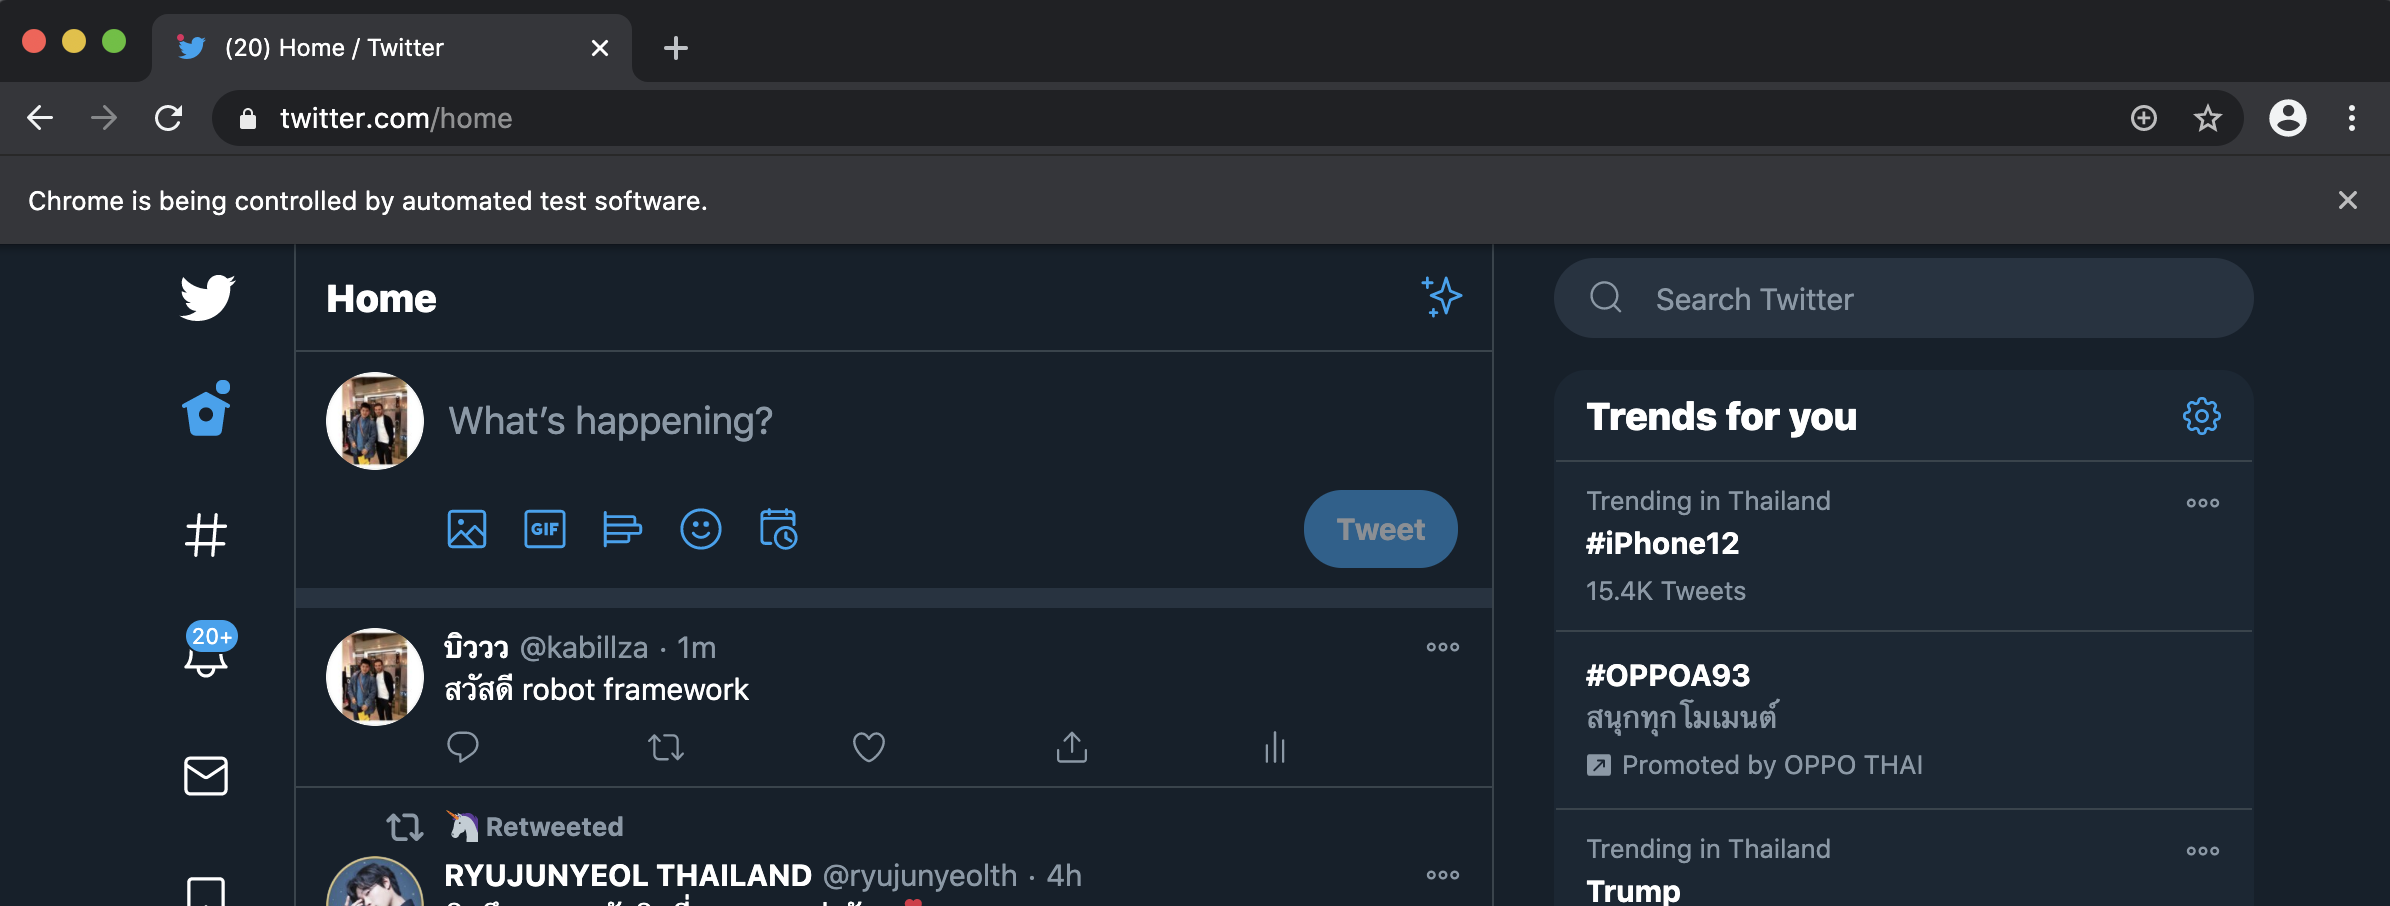 (20) Home / Twitter
twitter.com/home
Chrome is being controlled by automated test software.
Home
Search Twitter
What's happening?
GIF
Tweet
20+
บิววว @kabillza · 1m
สวัสดี robot framework
Retweeted
RYUJUNYEOL THAILAND @ryujunyeolth · 4h
Trends for you
Trending in Thailand
#iPhone12
15.4K Tweets
#OPPOA93
สนุกทุกโมเมนต์
Promoted by OPPO THAI
Trending in Thailand
Trump